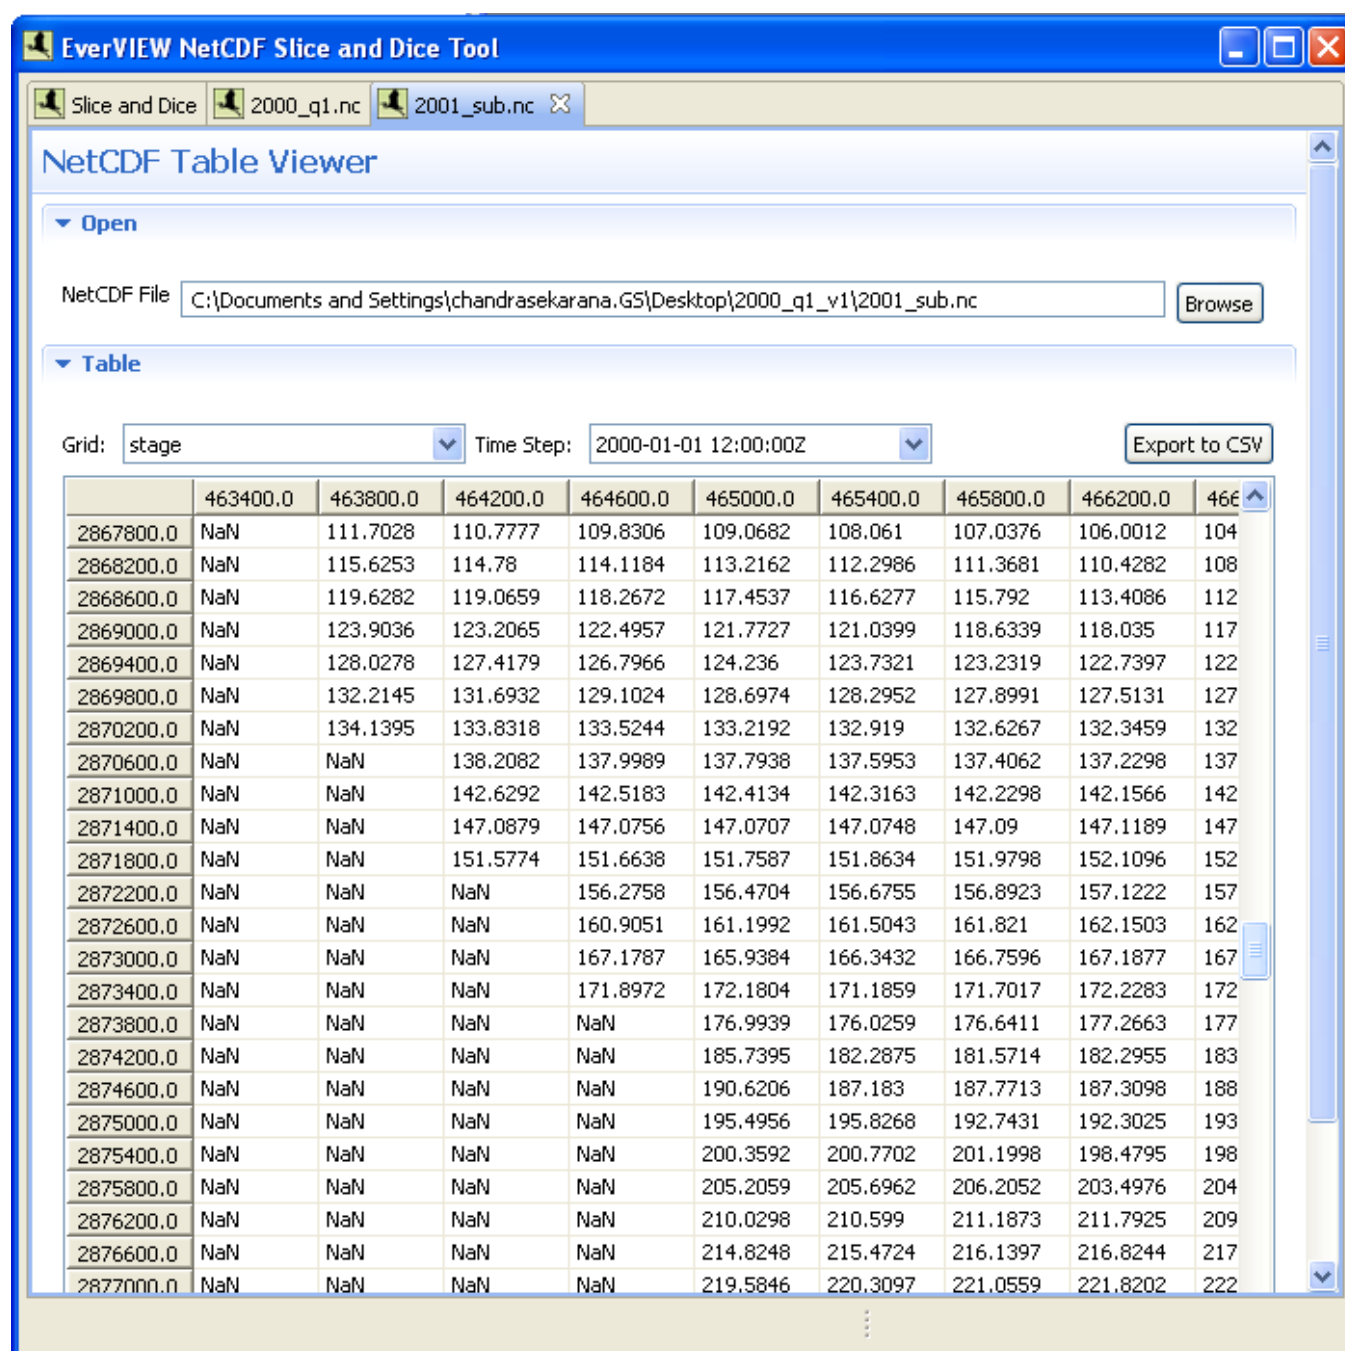 EverVIEW NetCDF Slice and Dice Tool
Slice and Dice 2000_q1.nc 2001_sub.nc
NetCDF Table Viewer
Open
NetCDF File C:\Documents and Settings\chandrasekarana.GS\Desktop\2000_q1_v1\2001_sub.nc Browse
Table
Grid: stage Time Step: 2000-01-01 12:00:00Z Export to CSV
463400.0 463800.0 464200.0 464600.0 465000.0 465400.0 465800.0 466200.0 466
2867800.0 NaN 111.7028 110.7777 109.8306 109.0682 108.061 107.0376 106.0012 104
2868200.0 NaN 115.6253 114.78 114.1184 113.2162 112.2986 111.3681 110.4282 108
2868600.0 NaN 119.6282 119.0659 118.2672 117.4537 116.6277 115.792 113.4086 112
2869000.0 NaN 123.9036 123.2065 122.4957 121.7727 121.0399 118.6339 118.035 117
2869400.0 NaN 128.0278 127.4179 126.7966 124.236 123.7321 123.2319 122.7397 122
2869800.0 NaN 132.2145 131.6932 129.1024 128.6974 128.2952 127.8991 127.5131 127
2870200.0 NaN 134.1395 133.8318 133.5244 133.2192 132.919 132.6267 132.3459 132
2870600.0 NaN NaN 138.2082 137.9989 137.7938 137.5953 137.4062 137.2298 137
2871000.0 NaN NaN 142.6292 142.5183 142.4134 142.3163 142.2298 142.1566 142
2871400.0 NaN NaN 147.0879 147.0756 147.0707 147.0748 147.09 147.1189 147
2871800.0 NaN NaN 151.5774 151.6638 151.7587 151.8634 151.9798 152.1096 152
2872200.0 NaN NaN NaN 156.2758 156.4704 156.6755 156.8923 157.1222 157
2872600.0 NaN NaN NaN 160.9051 161.1992 161.5043 161.821 162.1503 162
2873000.0 NaN NaN NaN 167.1787 165.9384 166.3432 166.7596 167.1877 167
2873400.0 NaN NaN NaN 171.8972 172.1804 171.1859 171.7017 172.2283 172
2873800.0 NaN NaN NaN NaN 176.9939 176.0259 176.6411 177.2663 177
2874200.0 NaN NaN NaN NaN 185.7395 182.2875 181.5714 182.2955 183
2874600.0 NaN NaN NaN NaN 190.6206 187.183 187.7713 187.3098 188
2875000.0 NaN NaN NaN NaN 195.4956 195.8268 192.7431 192.3025 193
2875400.0 NaN NaN NaN NaN 200.3592 200.7702 201.1998 198.4795 198
2875800.0 NaN NaN NaN NaN 205.2059 205.6962 206.2052 203.4976 204
2876200.0 NaN NaN NaN NaN 210.0298 210.599 211.1873 211.7925 209
2876600.0 NaN NaN NaN NaN 214.8248 215.4724 216.1397 216.8244 217
2877000.0 NaN NaN NaN NaN 219.5846 220.3097 221.0559 221.8202 222